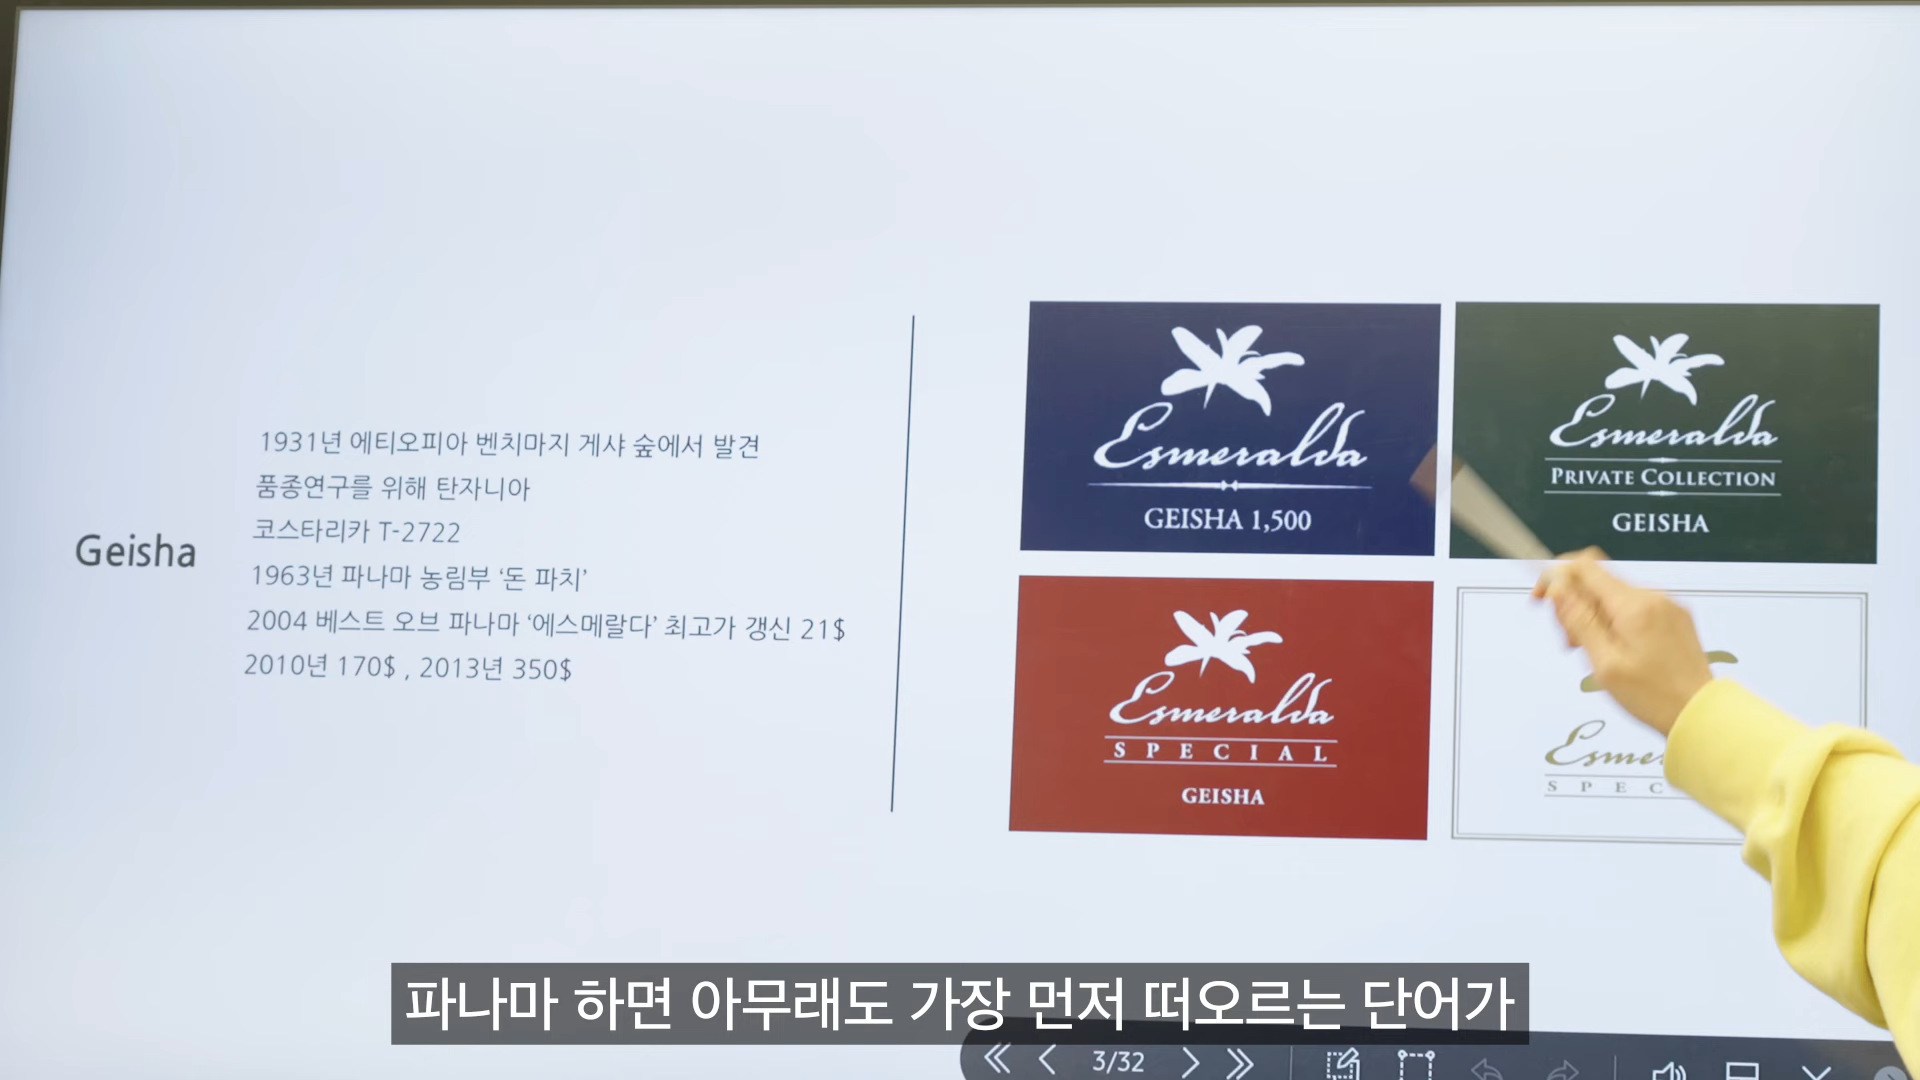 Geisha
1931년 에티오피아 벤치마지 게샤 숲에서 발견
품종연구를 위해 탄자니아
코스타리카 T-2722
1963년 파나마 농림부 ‘돈 파치’
2004 베스트 오브 파나마 ‘에스메랄다’ 최고가 갱신 21$
2010년 170$ , 2013년 350$
Esmeralda
GEISHA 1,500
Esmeralda
PRIVATE COLLECTION
GEISHA
Esmeralda
SPECIAL
GEISHA
파나마 하면 아무래도 가장 먼저 떠오르는 단어가
3/32